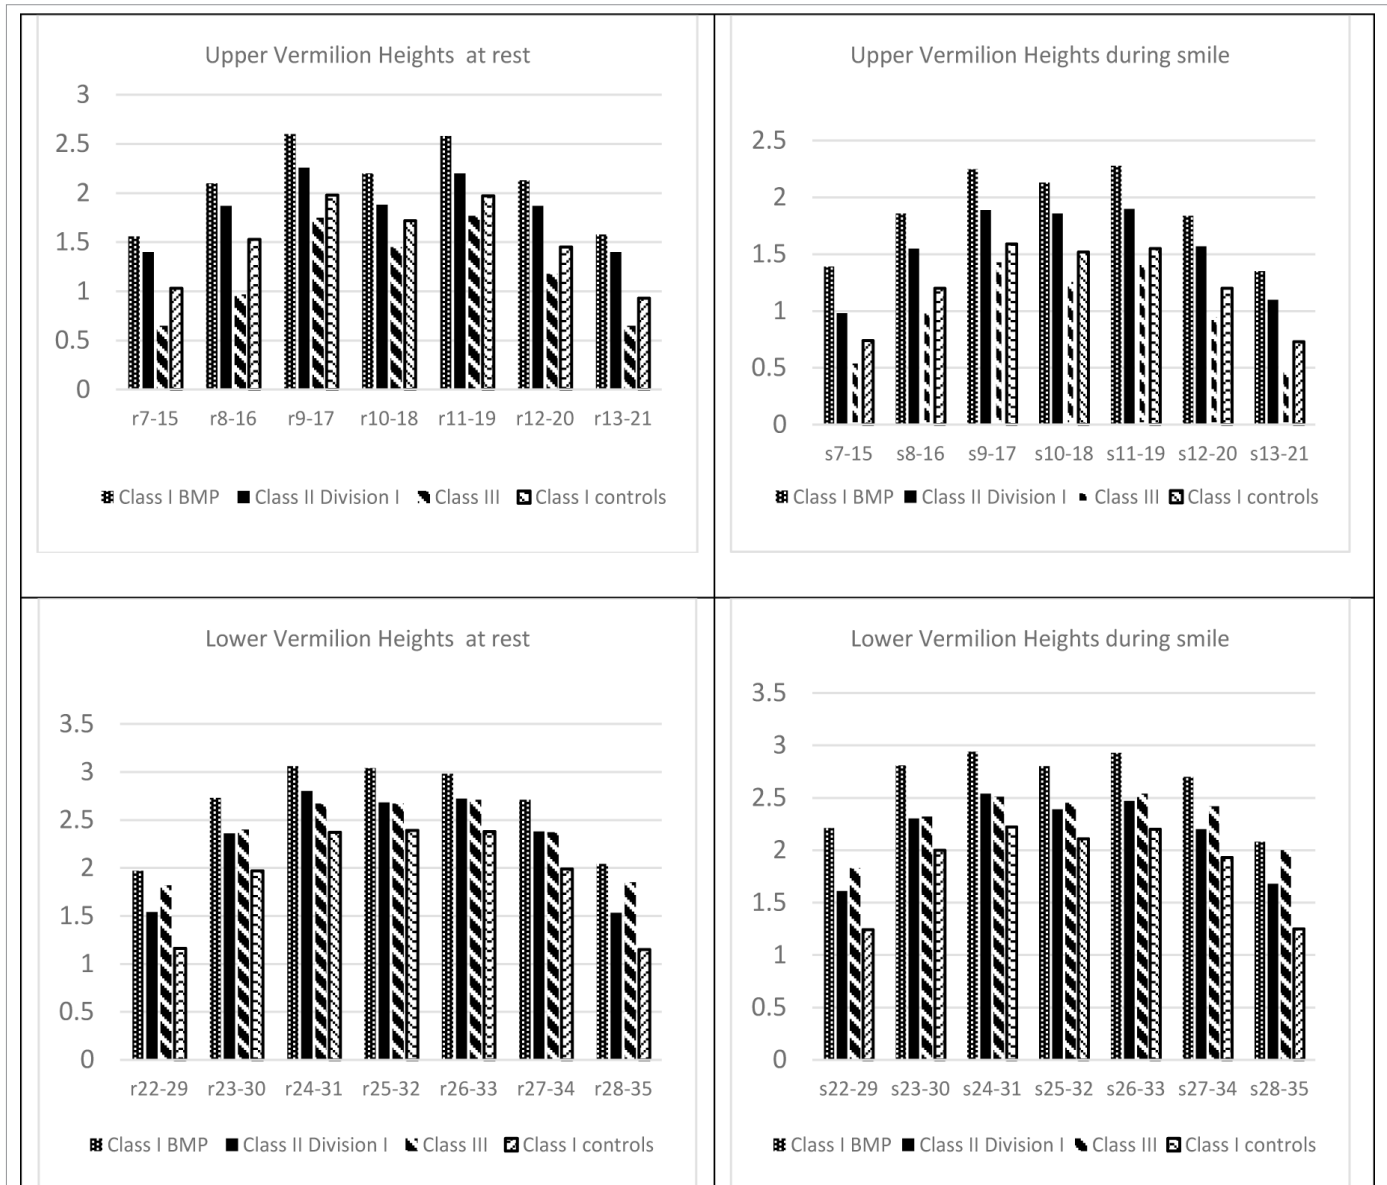 Upper Vermilion Heights at rest
3
2.5
2
1.5
1
0.5
0
r7-15 r8-16 r9-17 r10-18 r11-19 r12-20 r13-21
Class I BMP Class II Division I Class III Class I controls
Upper Vermilion Heights during smile
2.5
2
1.5
1
0.5
0
s7-15 s8-16 s9-17 s10-18 s11-19 s12-20 s13-21
Class I BMP Class II Division I Class III Class I controls
Lower Vermilion Heights at rest
3.5
3
2.5
2
1.5
1
0.5
0
r22-29 r23-30 r24-31 r25-32 r26-33 r27-34 r28-35
Class I BMP Class II Division I Class III Class I controls
Lower Vermilion Heights during smile
3.5
3
2.5
2
1.5
1
0.5
0
s22-29 s23-30 s24-31 s25-32 s26-33 s27-34 s28-35
Class I BMP Class II Division I Class III Class I controls